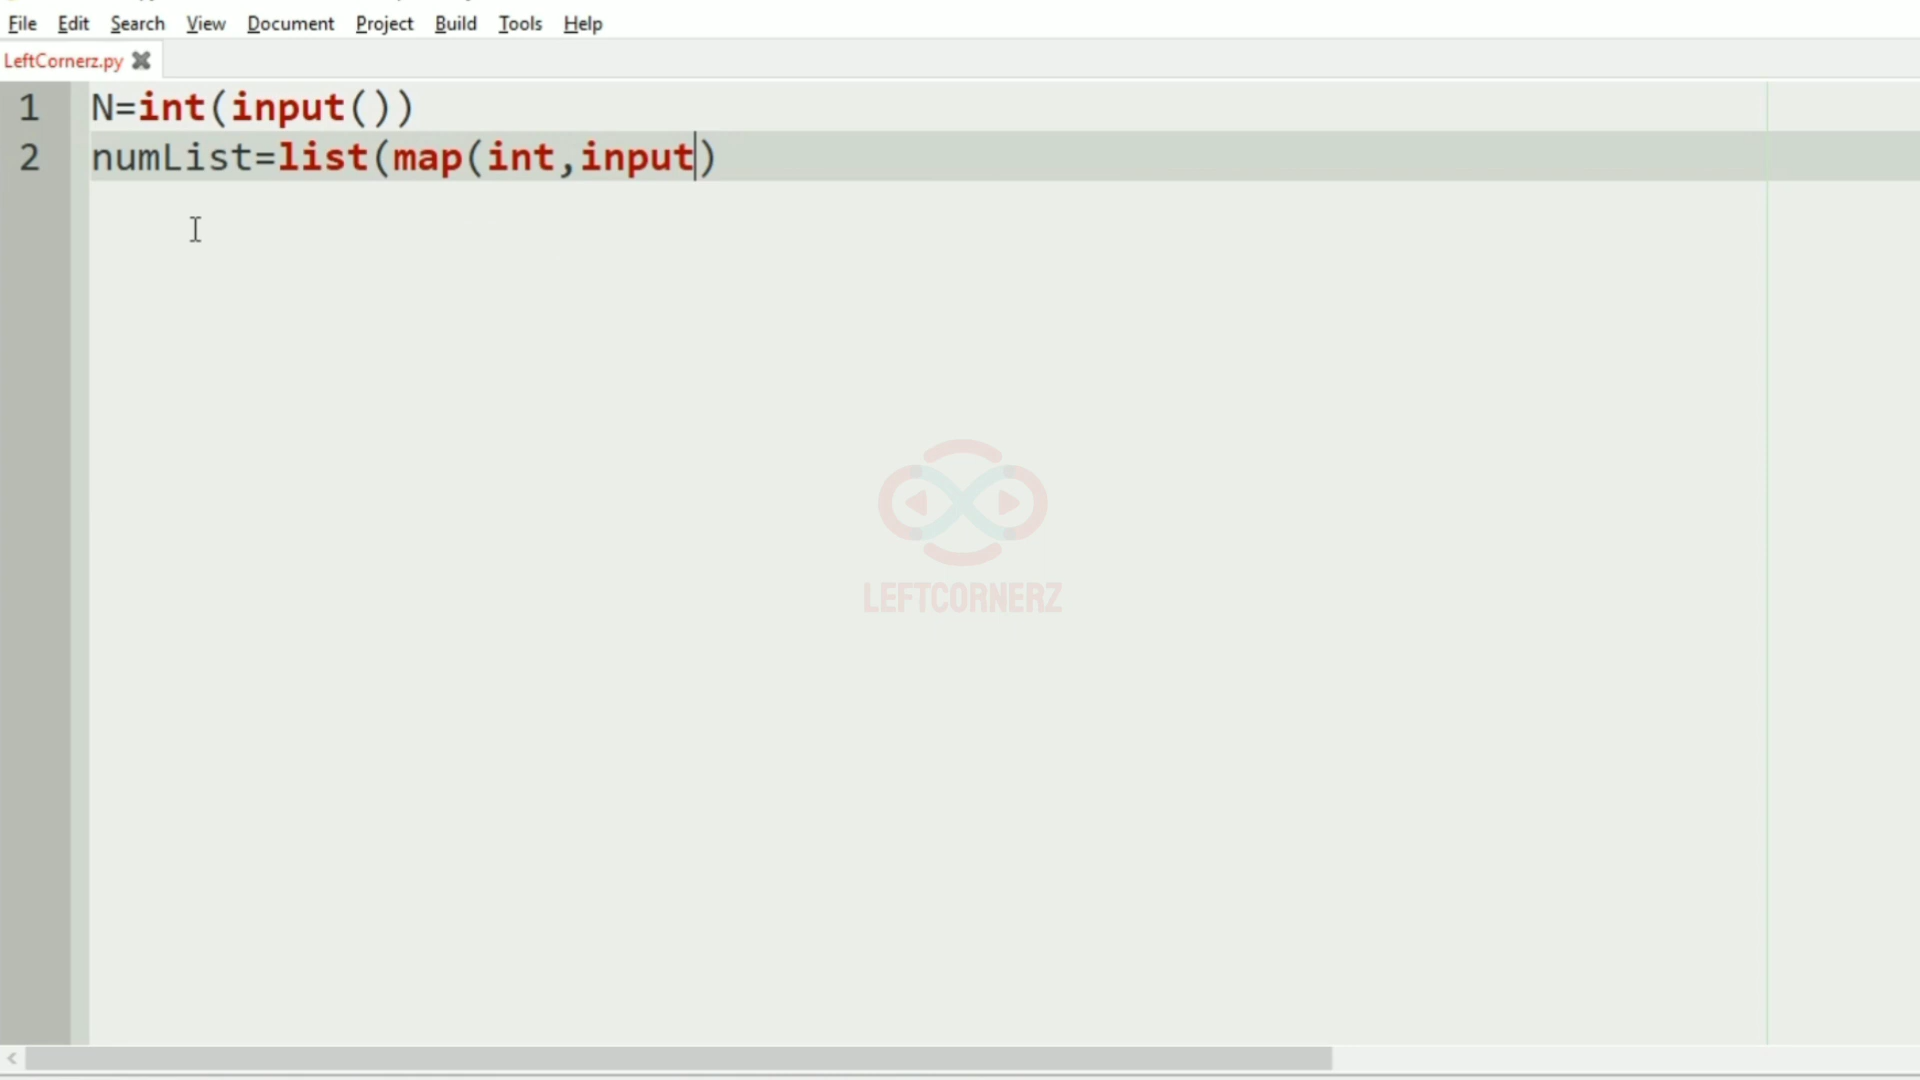 File Edit Search View Document Project Build Tools Help
LeftCornerz.py
1 N=int(input())
2 numList=list(map(int,input)
LEFTCORNERZ